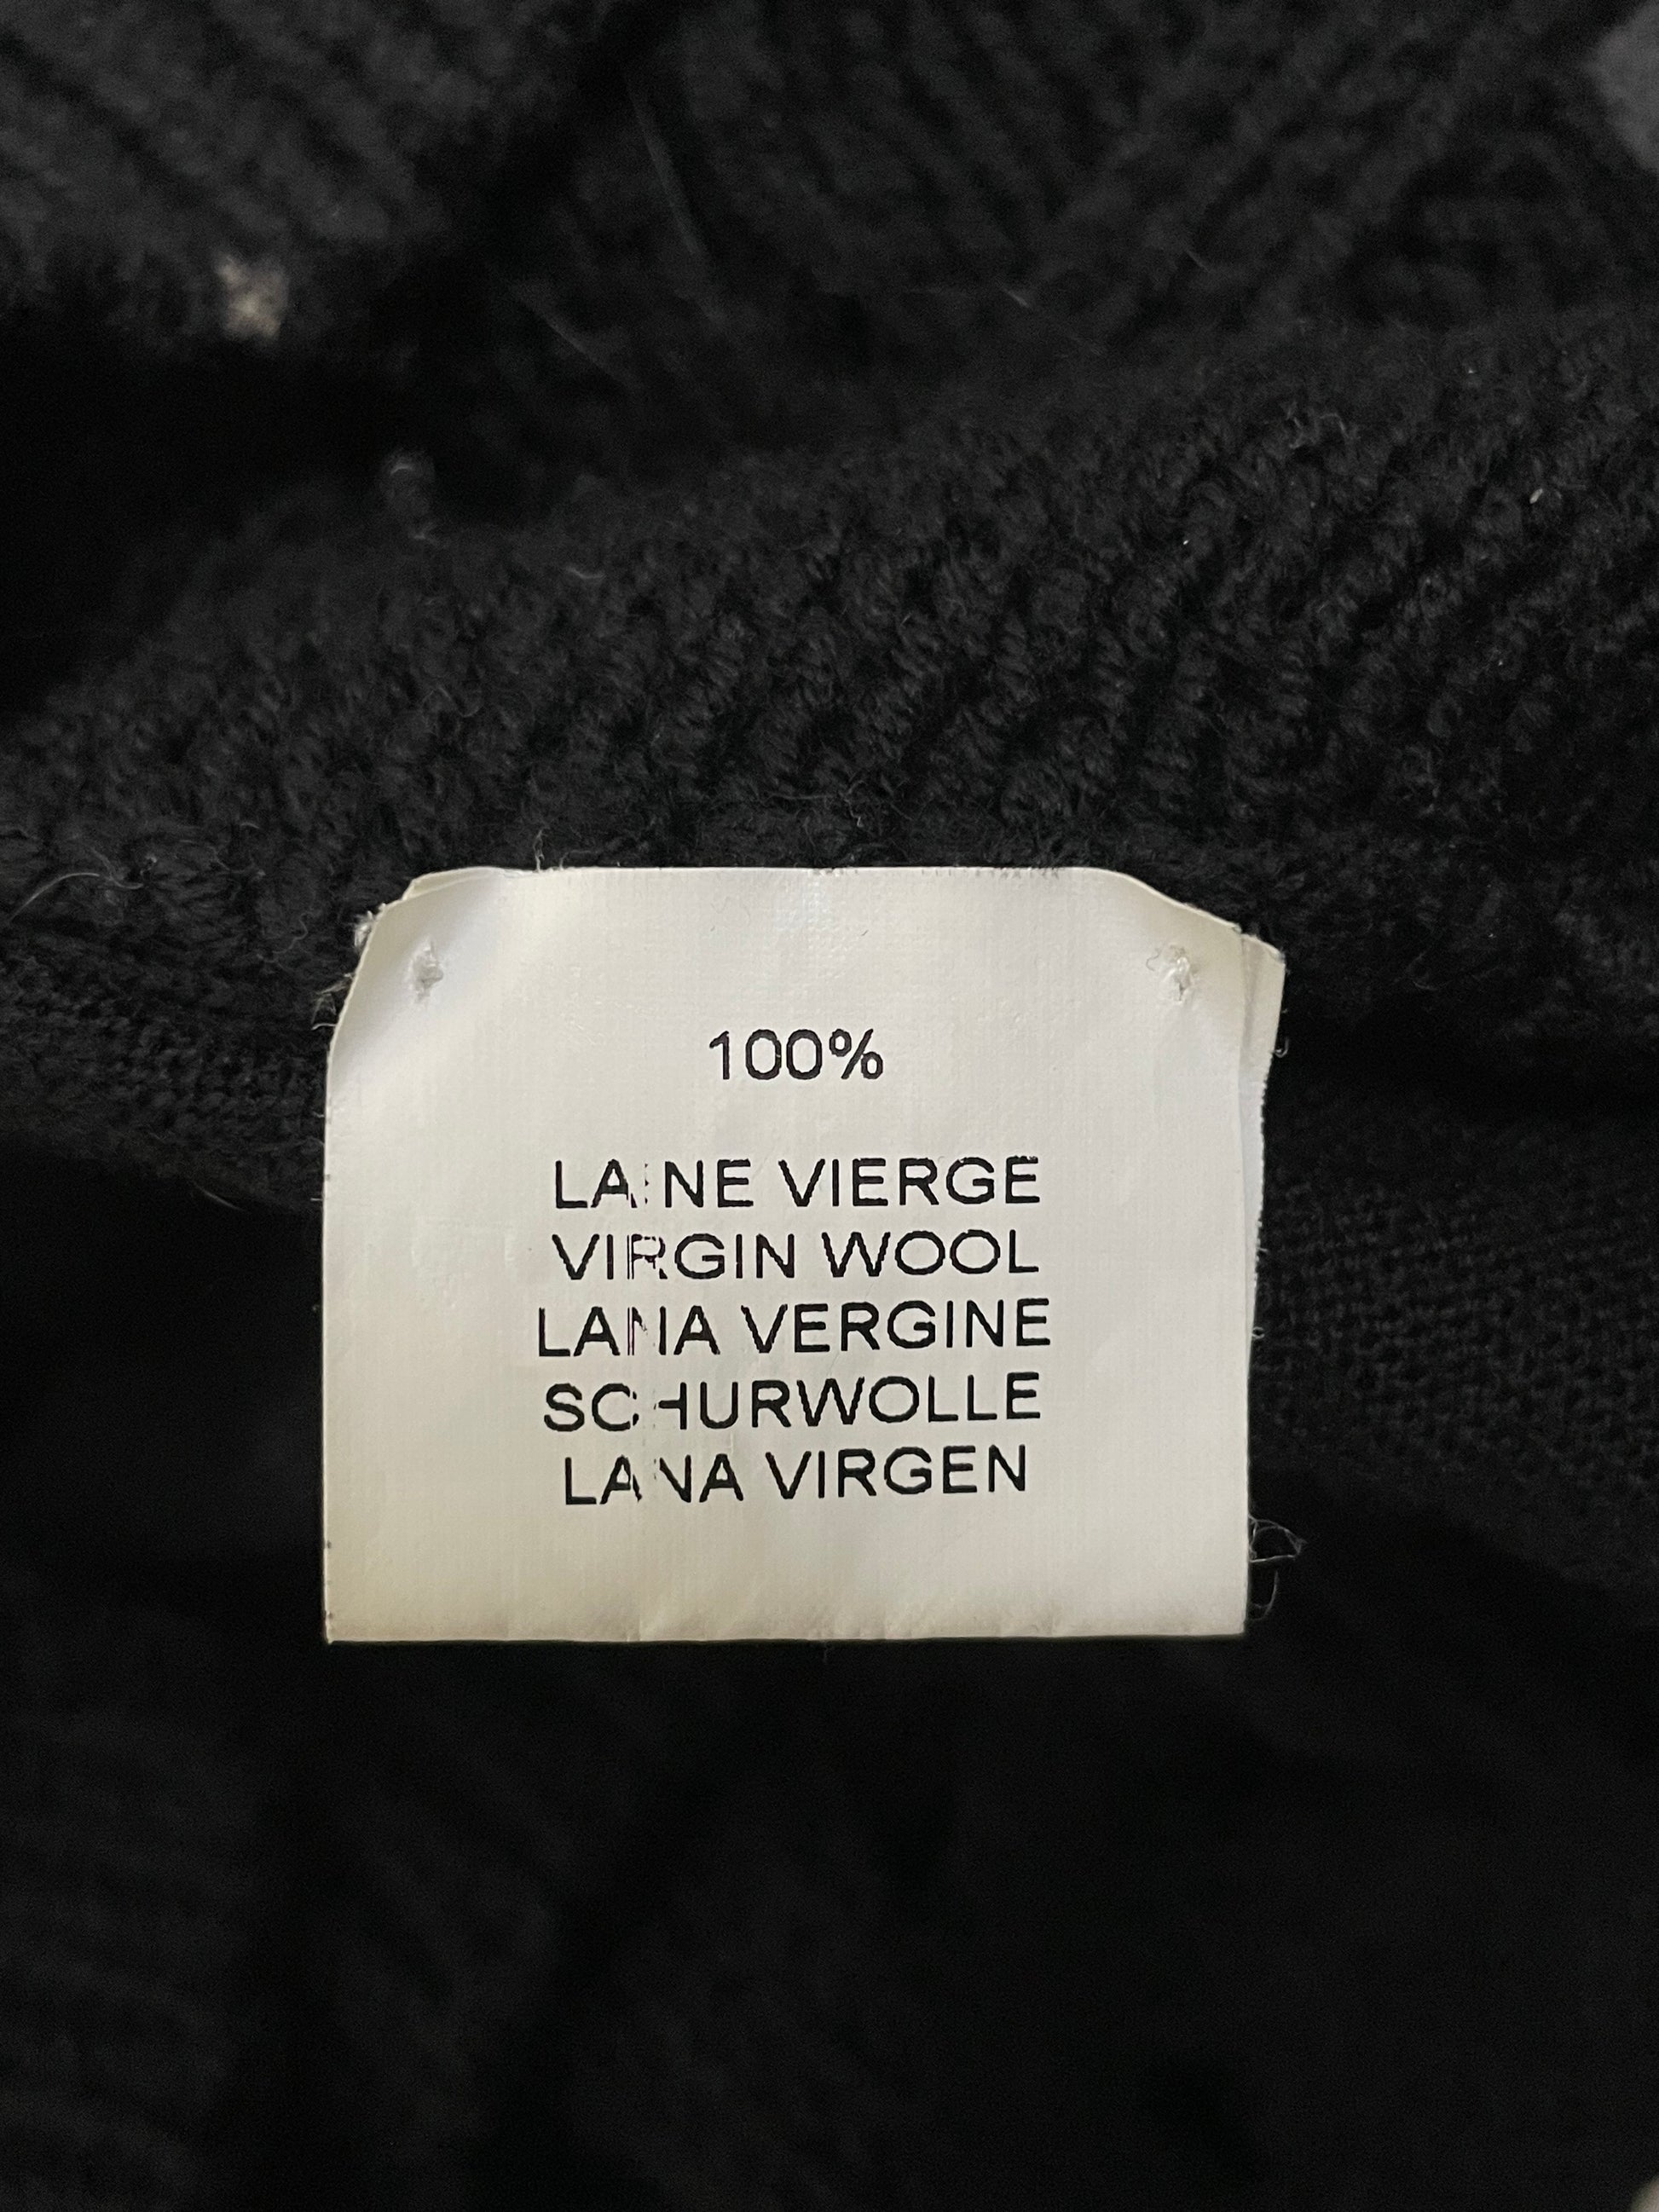 100%
LAINE VIERGE
VIRGIN WOOL
LANA VERGINE
SCHURWOLLE
LANA VIRGEN